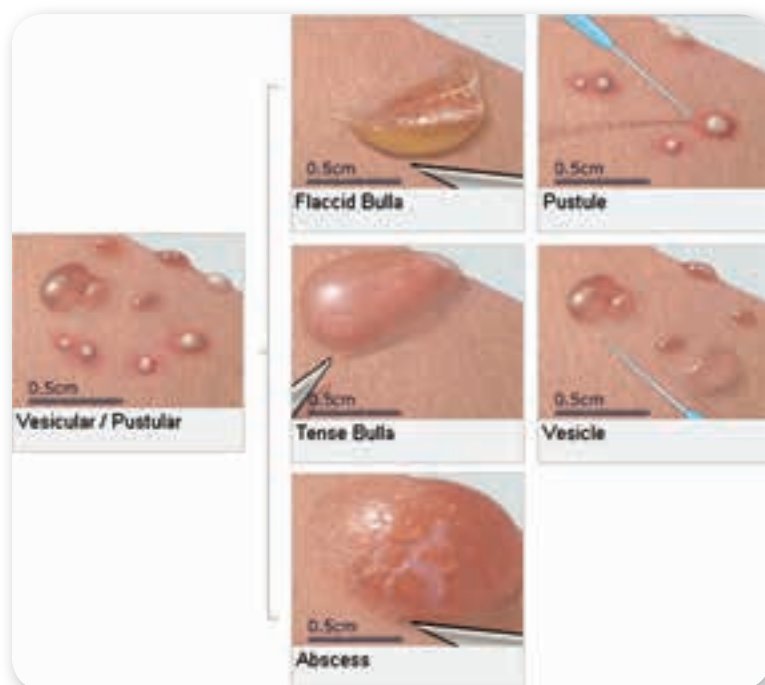 0.5cm
Flaccid Bulla
0.5cm
Pustule
0.5cm
Vesicular / Pustular
0.5cm
Tense Bulla
0.5cm
Vesicle
0.5cm
Abscess